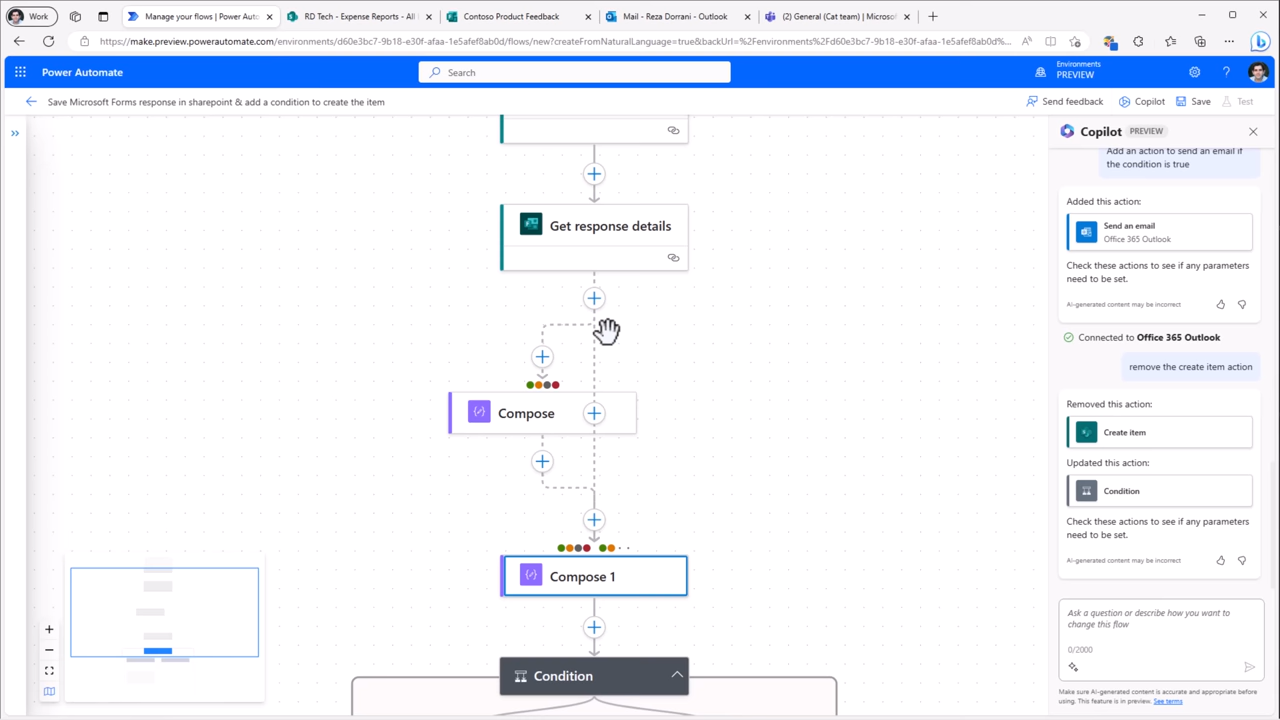 Work
Manage your flows | Power Auto
RD Tech - Expense Reports - All I
Contoso Product Feedback
Mail - Reza Dorrani - Outlook
(2) General (Cat team) | Microsof
https://make.preview.powerautomate.com/environments/d60e3bc7-9b18-e30f-afaa-1e5afef8ab0d/flows/new?createFromNaturalLanguage=true&backUrl=%2Fenvironments%2Fd60e3bc7-9b18-e30f-afaa-1e5afef8ab0d%...
Power Automate
Search
Environments
PREVIEW
Save Microsoft Forms response in sharepoint & add a condition to create the item
Send feedback
Copilot
Save
Test
Get response details
Compose
Compose 1
Condition
Copilot PREVIEW
Add an action to send an email if
the condition is true
Added this action:
Send an email
Office 365 Outlook
Check these actions to see if any parameters
need to be set.
AI-generated content may be incorrect
Connected to Office 365 Outlook
remove the create item action
Removed this action:
Create item
Updated this action:
Condition
Check these actions to see if any parameters
need to be set.
AI-generated content may be incorrect
Ask a question or describe how you want to
change this flow
0/2000
Make sure AI-generated content is accurate and appropriate before
using. This feature is in preview. See terms